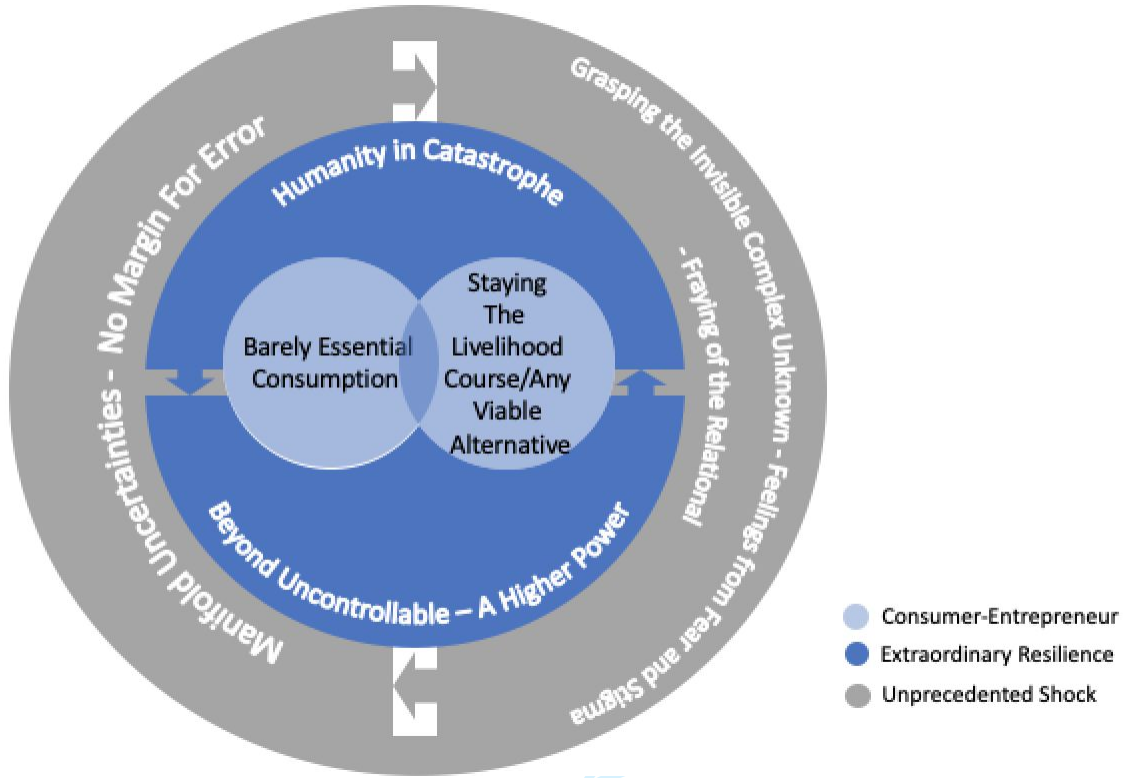 Manifold Uncertainties - No Margin For Error
Grasping the Invisible Complex Unknown - Feelings from Fear and Stigma
- Fraying of the Relational
Humanity in Catastrophe
Barely Essential
Consumption
Staying
The
Livelihood
Course/Any
Viable
Alternative
Beyond Uncontrollable – A Higher Power
Consumer-Entrepreneur
Extraordinary Resilience
Unprecedented Shock